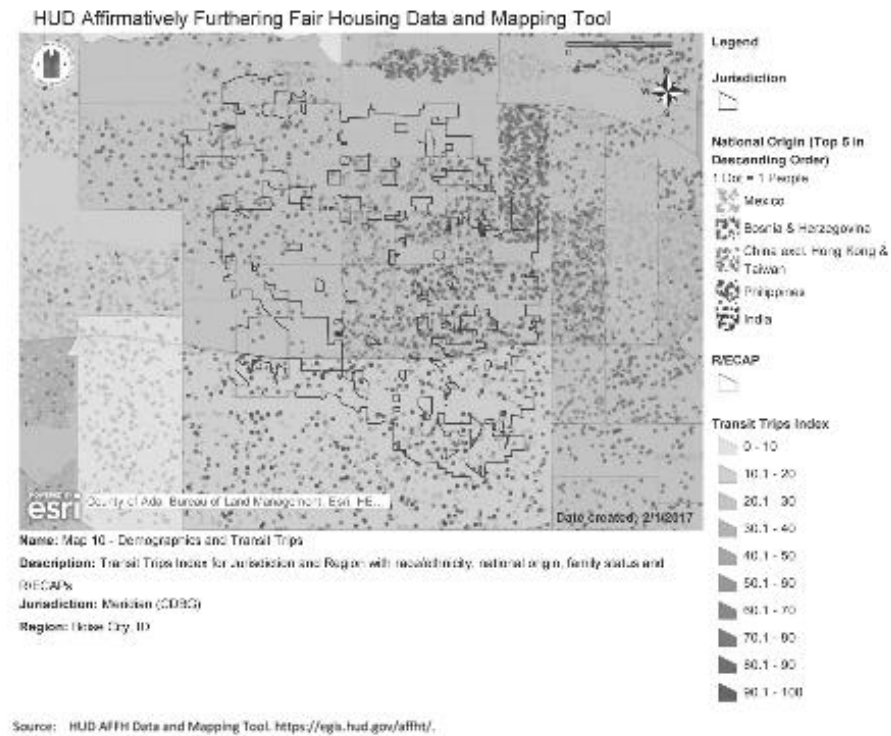 HUD Affirmatively Furthering Fair Housing Data and Mapping Tool
Legend
Jurisdiction
National Origin (Top 5 in
Descending Order)
1 Dot = 1 People
Mexico
Bosnia & Herzegovina
China excl. Hong Kong &
Taiwan
Philippines
India
R/ECAP
Transit Trips Index
0 - 10
10.1 - 20
20.1 - 30
30.1 - 40
40.1 - 50
50.1 - 60
60.1 - 70
70.1 - 80
80.1 - 90
90.1 - 100
esri
County of Ada, Bureau of Land Management, Esri, HE...
Date created: 2/1/2017
Name: Map 10 - Demographics and Transit Trips
Description: Transit Trips Index for Jurisdiction and Region with race/ethnicity, national origin, family status and
R/ECAPs
Jurisdiction: Meridian (CDBG)
Region: Boise City, ID
Source: HUD AFFH Data and Mapping Tool. https://egis.hud.gov/affht/.